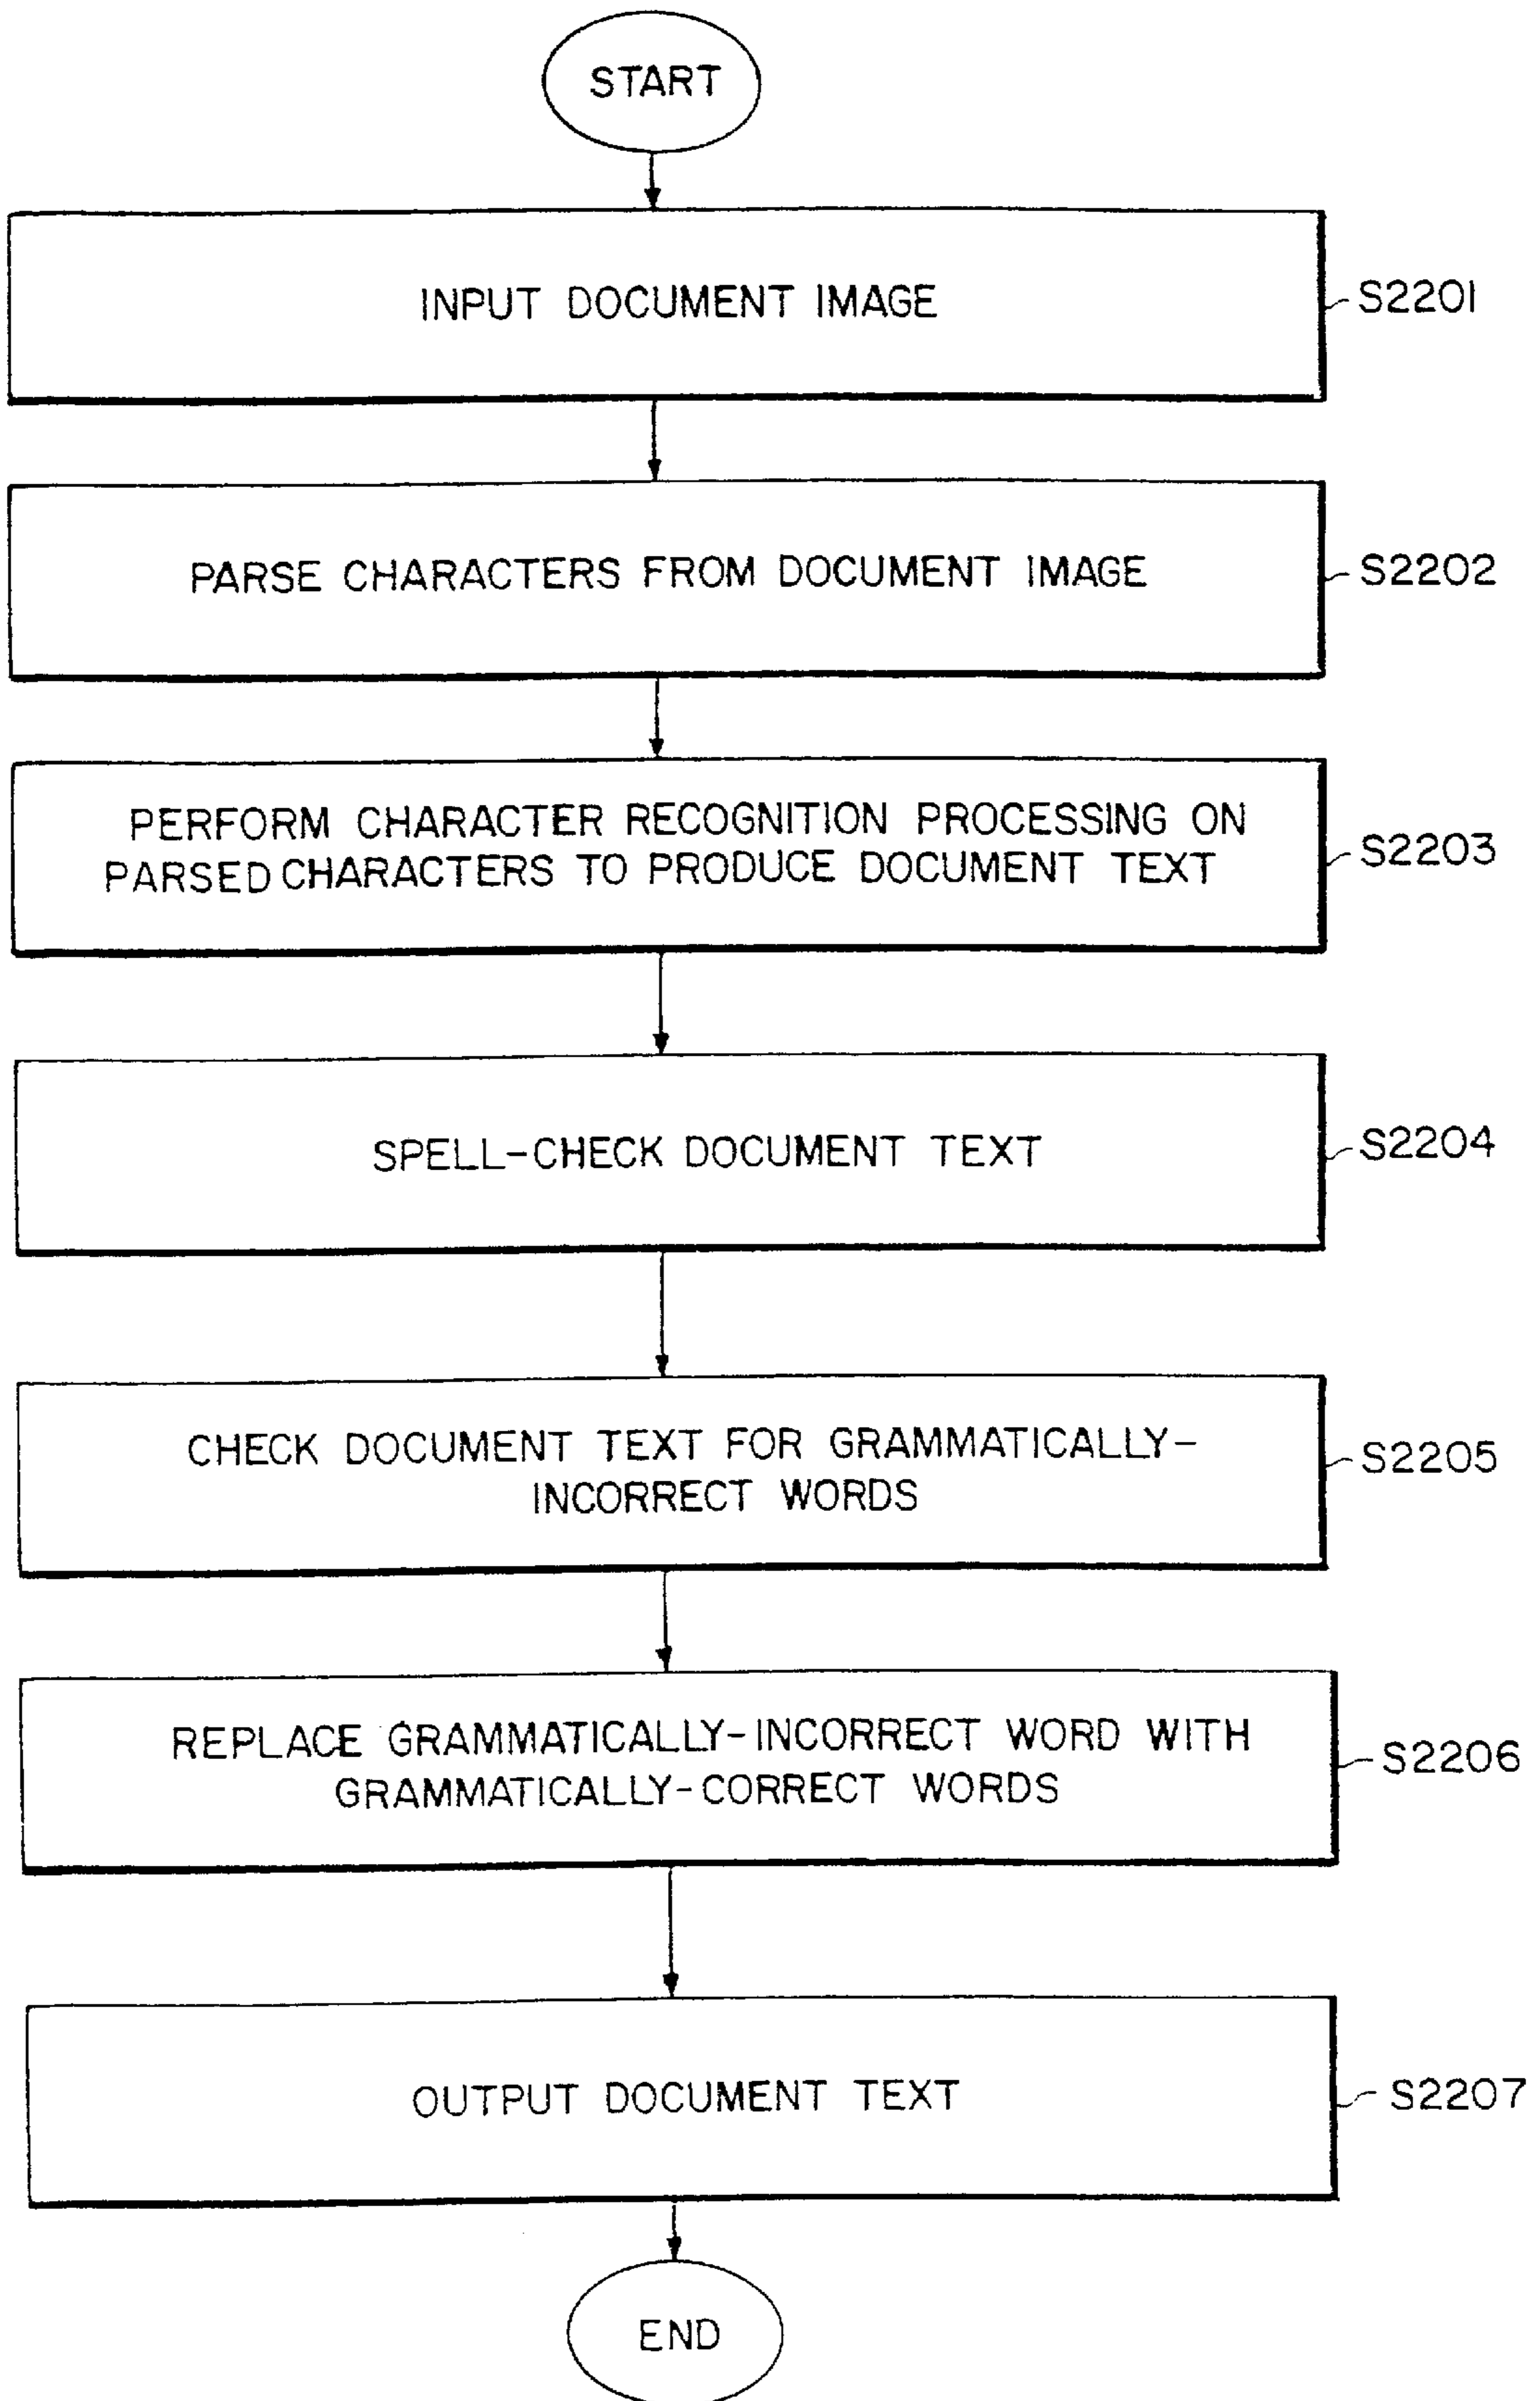 START
INPUT DOCUMENT IMAGE
S2201
PARSE CHARACTERS FROM DOCUMENT IMAGE
S2202
PERFORM CHARACTER RECOGNITION PROCESSING ON
PARSED CHARACTERS TO PRODUCE DOCUMENT TEXT
S2203
SPELL-CHECK DOCUMENT TEXT
S2204
CHECK DOCUMENT TEXT FOR GRAMMATICALLY-
INCORRECT WORDS
S2205
REPLACE GRAMMATICALLY-INCORRECT WORD WITH
GRAMMATICALLY-CORRECT WORDS
S2206
OUTPUT DOCUMENT TEXT
S2207
END